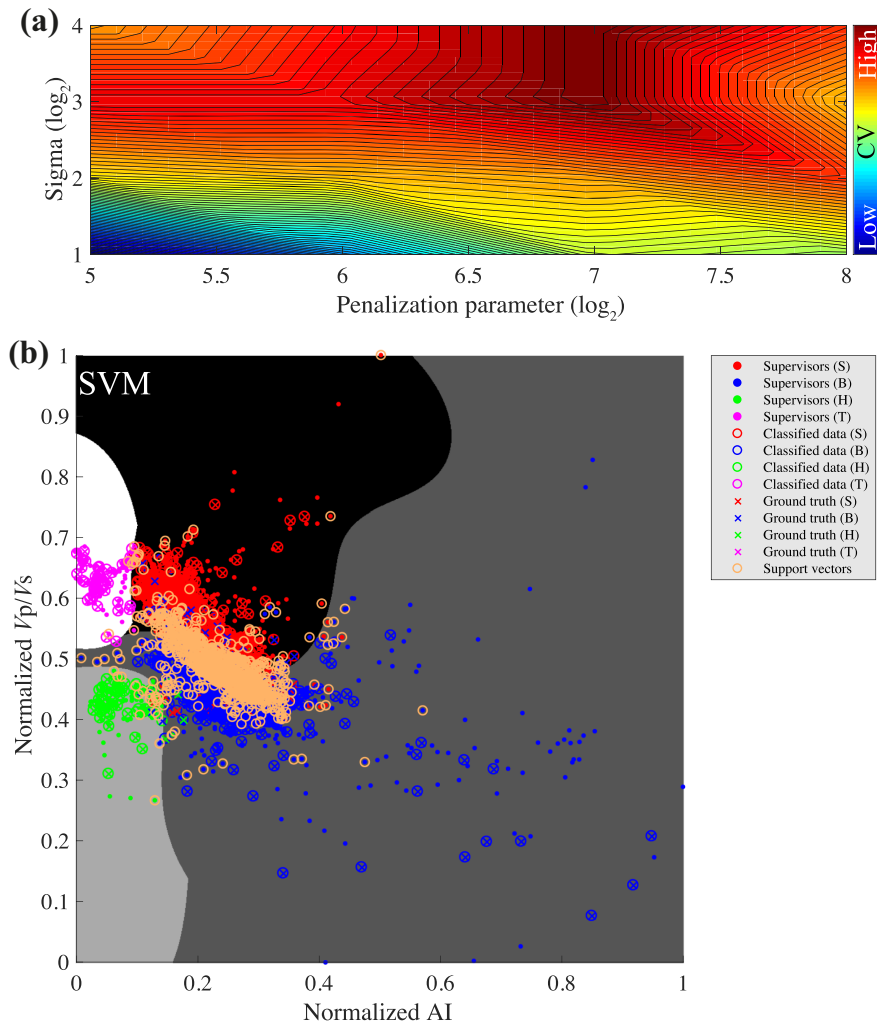 (a)
4
3
2
1
Sigma (log2)
5
5.5
6
6.5
7
7.5
8
Penalization parameter (log2)
High
CV
Low
(b)
SVM
1
0.9
0.8
0.7
0.6
0.5
0.4
0.3
0.2
0.1
0
Normalized Vp/Vs
0
0.2
0.4
0.6
0.8
1
Normalized AI
Supervisors (S)
Supervisors (B)
Supervisors (H)
Supervisors (T)
Classified data (S)
Classified data (B)
Classified data (H)
Classified data (T)
Ground truth (S)
Ground truth (B)
Ground truth (H)
Ground truth (T)
Support vectors